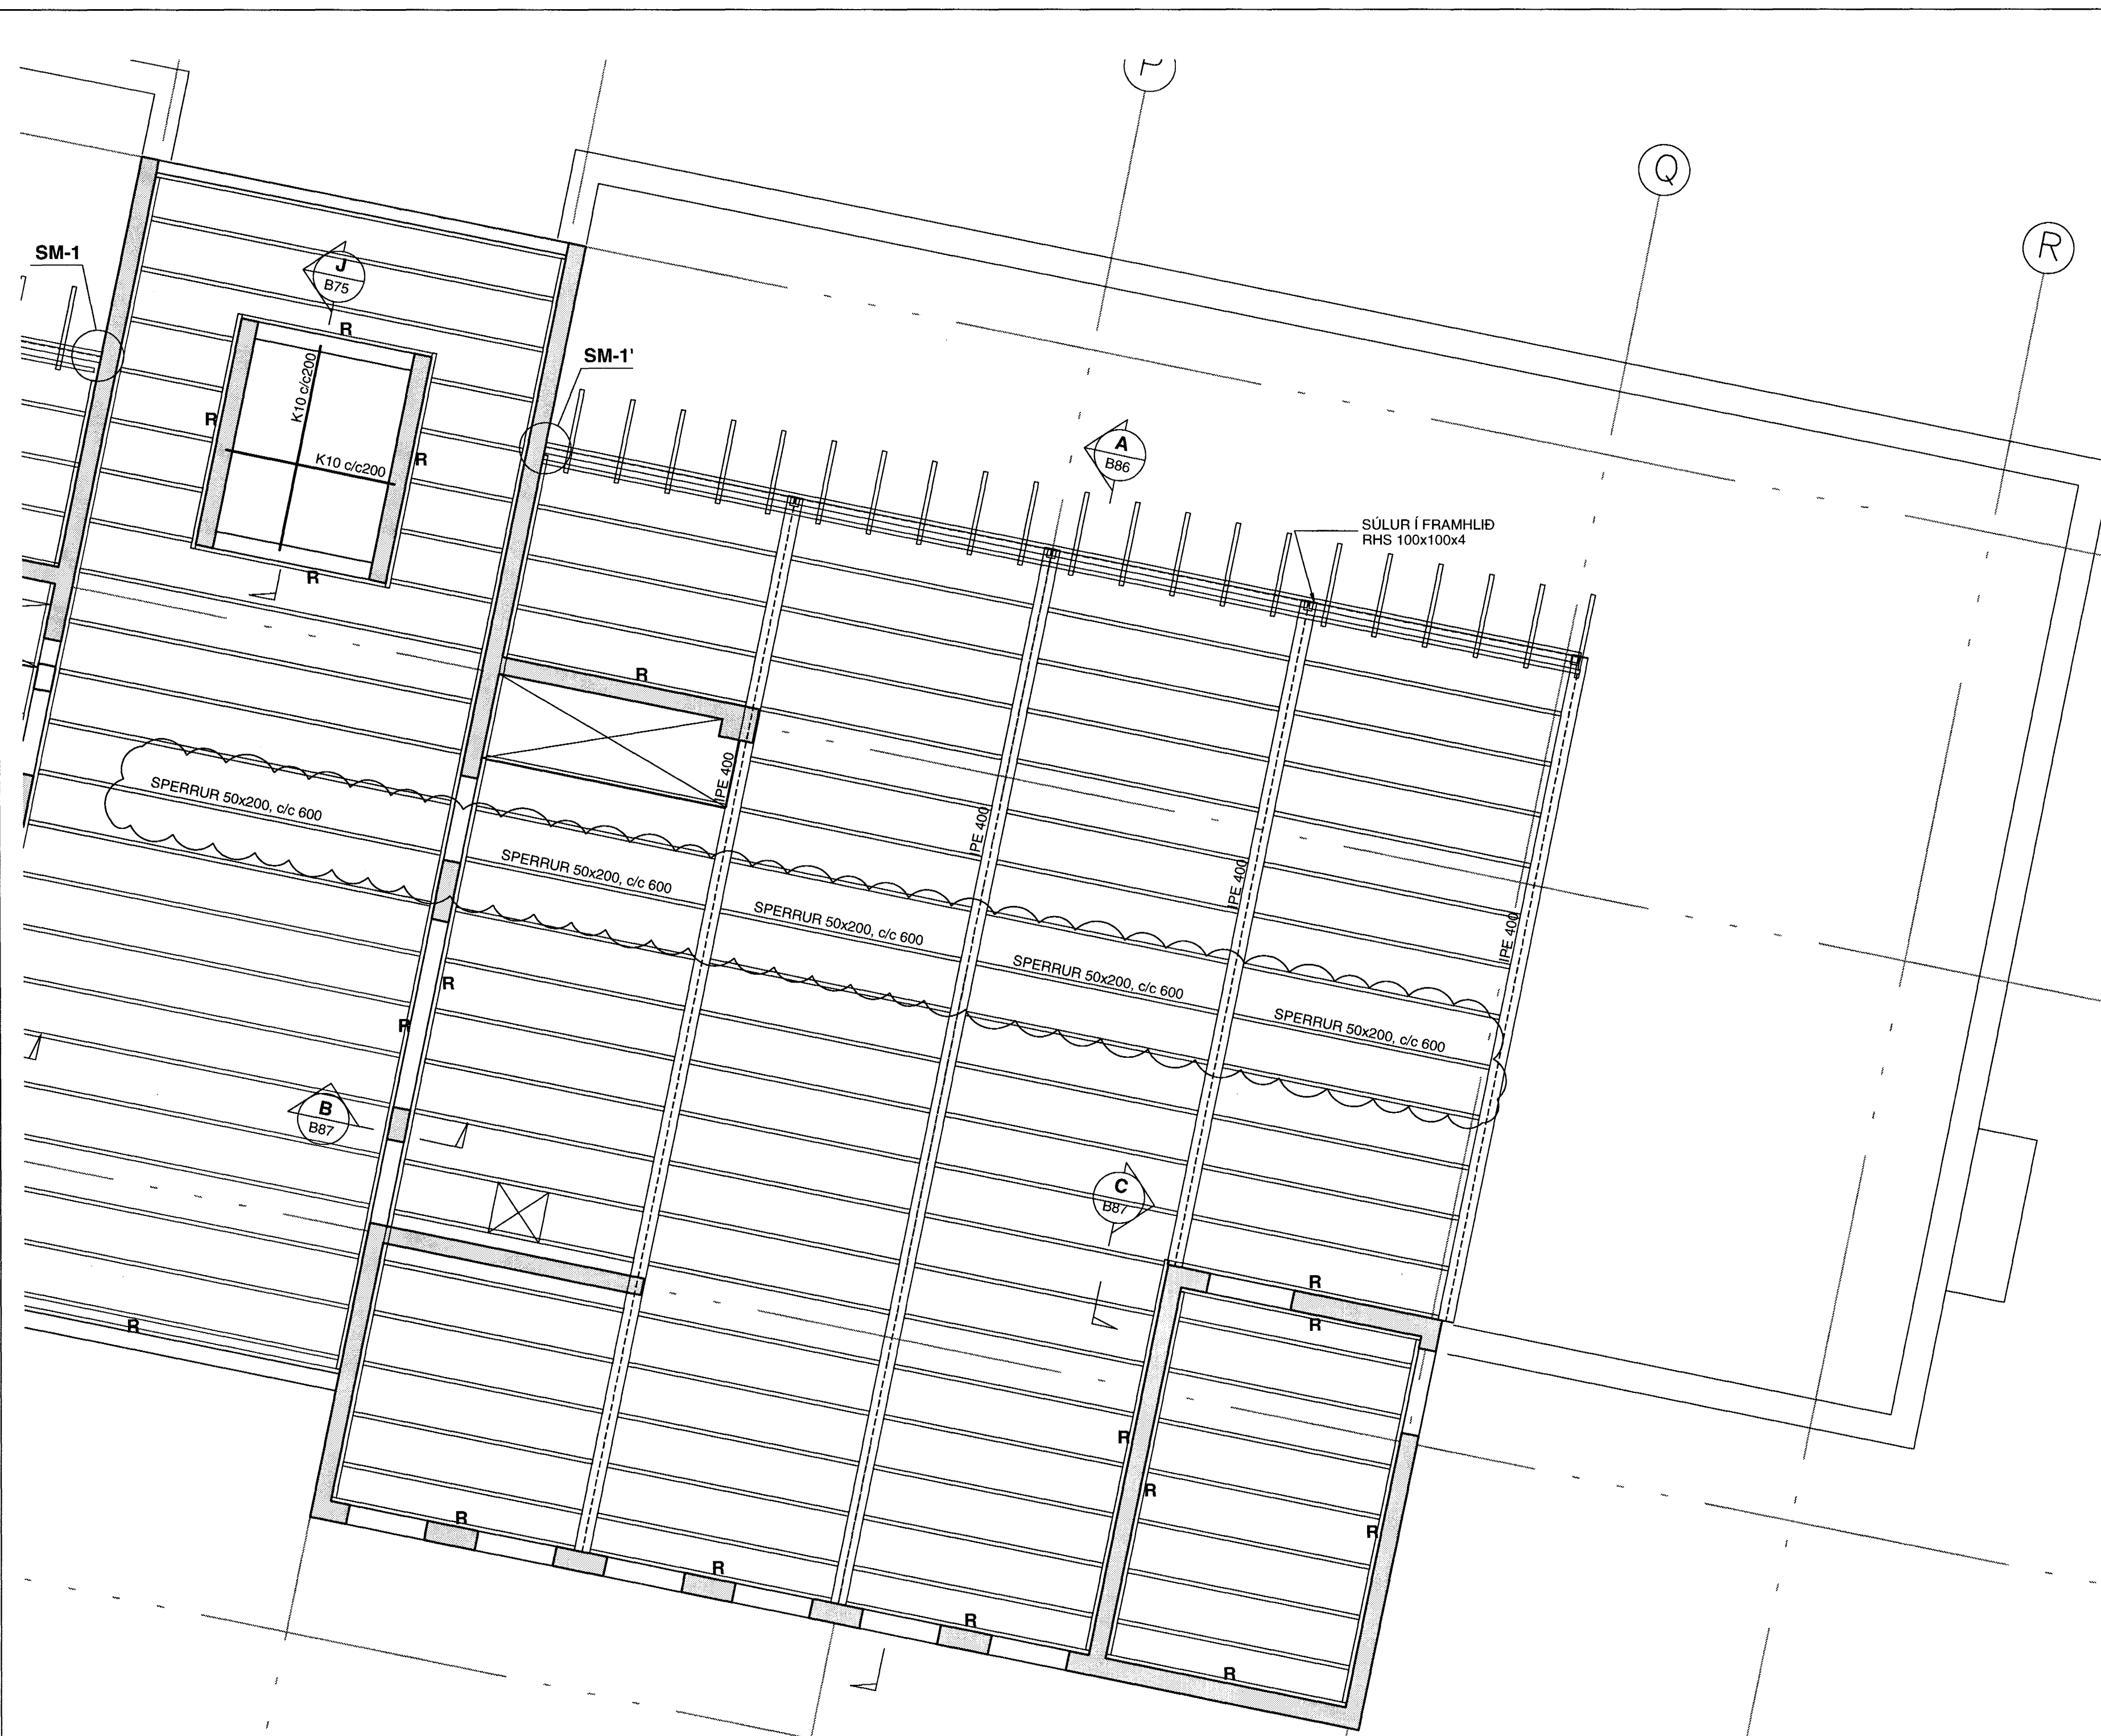 P
Q
R
SM-1
J
B75
R
K10 c/c200
R
K10 c/c200
R
R
SM-1'
A
B86
SÚLUR Í FRAMHLIÐ
RHS 100x100x4
R
IPE 400
IPE 400
IPE 400
IPE 400
SPERRUR 50x200, c/c 600
SPERRUR 50x200, c/c 600
SPERRUR 50x200, c/c 600
SPERRUR 50x200, c/c 600
SPERRUR 50x200, c/c 600
R
R
B
B87
C
B87
R
R
R
R
R
R
R
R
R
R